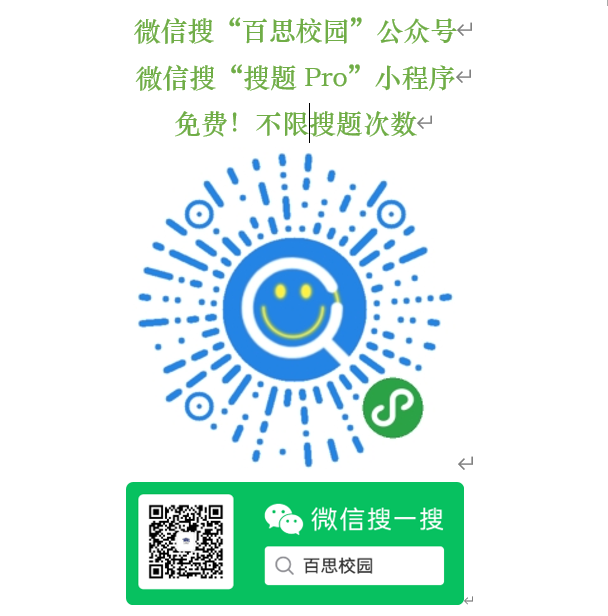 微信搜“百思校园”公众号
微信搜“搜题 Pro”小程序
免费！不限搜题次数
微信搜一搜
百思校园